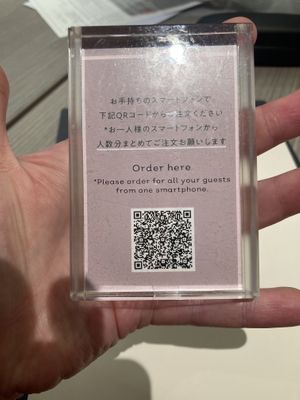 お手持ちのスマートフォンで
下記QRコードからご注文ください
*お一人様のスマートフォンから
人数分まとめてご注文お願いします
Order here
*Please order for all your guests
from one smartphone.